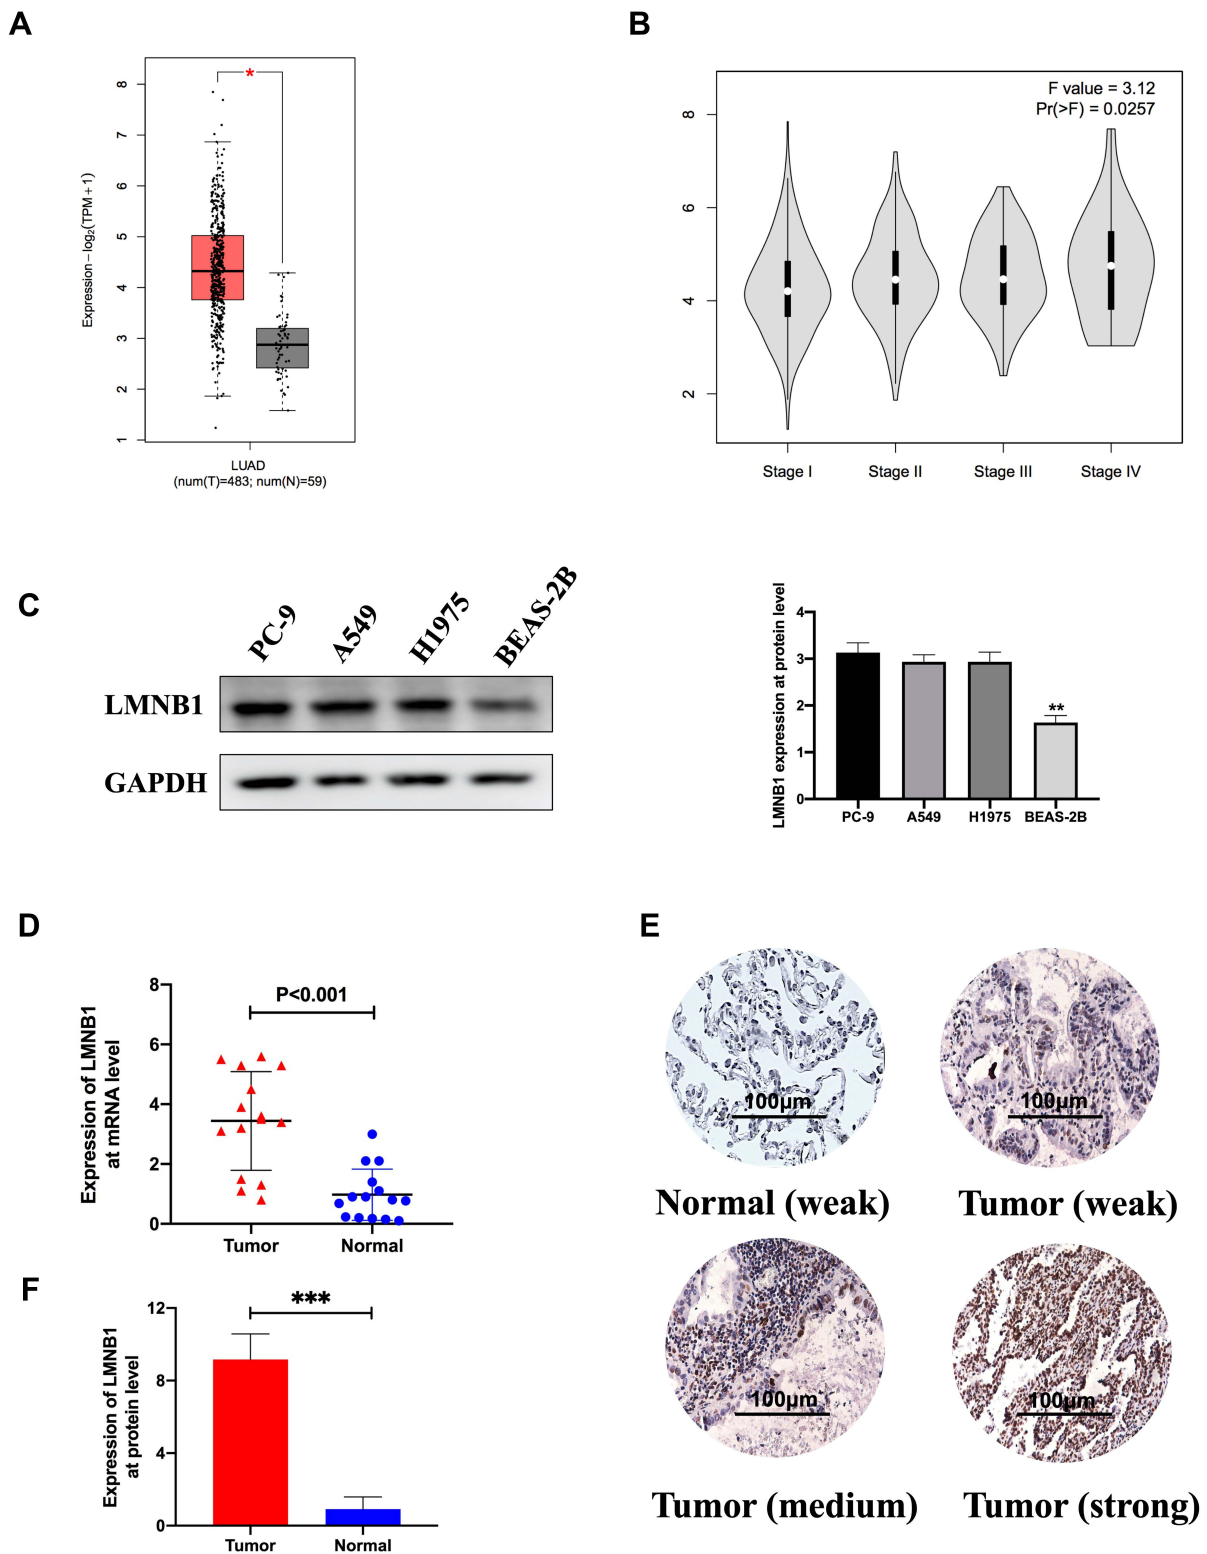 A
*
Expression – log₂(TPM + 1)
8
7
6
5
4
3
2
1
LUAD
(num(T)=483; num(N)=59)
B
F value = 3.12
Pr(>F) = 0.0257
8
6
4
2
Stage I Stage II Stage III Stage IV
C
PC-9 A549 H1975 BEAS-2B
LMNB1
GAPDH
LMNB1 expression at protein level
4
3
2
1
0
**
PC-9 A549 H1975 BEAS-2B
D
Expression of LMNB1
at mRNA level
8
6
4
2
0
P<0.001
Tumor Normal
E
100μm
100μm
Normal (weak) Tumor (weak)
100μm
100μm
Tumor (medium) Tumor (strong)
F
Expression of LMNB1
at protein level
12
8
4
0
***
Tumor Normal